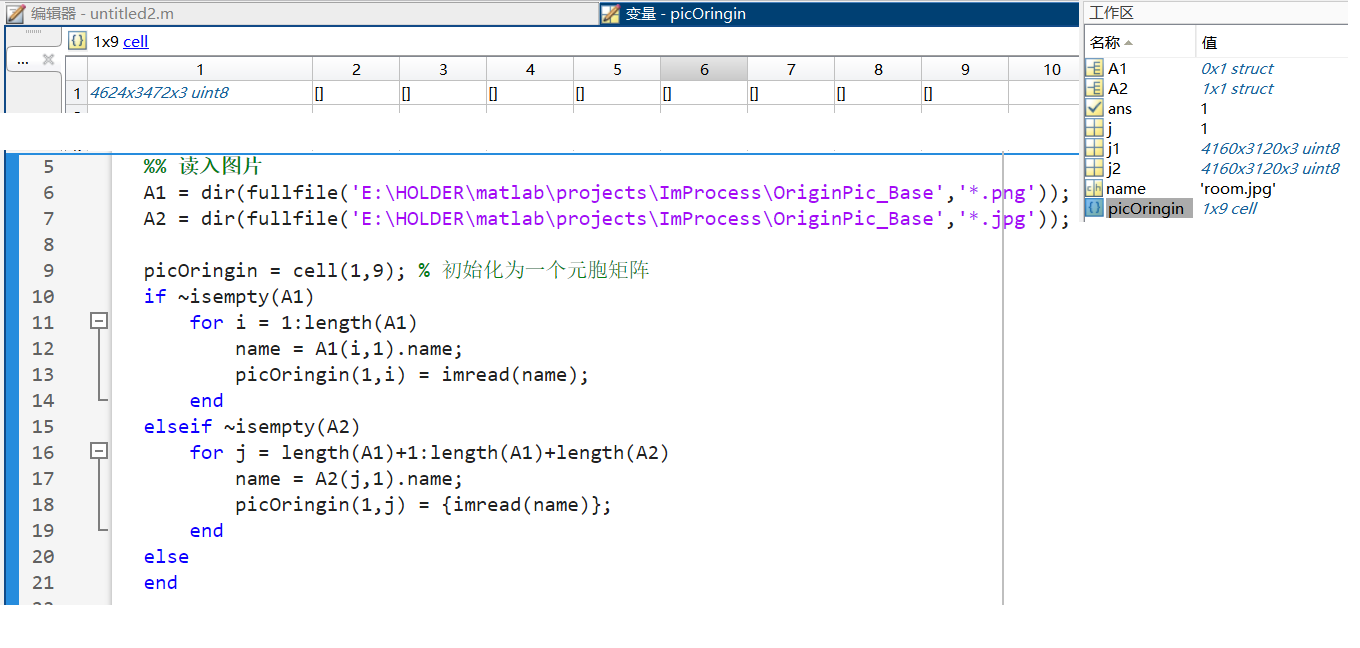 编辑器 - untitled2.m
变量 - picOringin
1x9 cell
...
1 2 3 4 5 6 7 8 9 10
1 4624x3472x3 uint8 [] [] [] [] [] [] [] []
工作区
名称 值
A1 0x1 struct
A2 1x1 struct
ans 1
j 1
j1 4160x3120x3 uint8
j2 4160x3120x3 uint8
name 'room.jpg'
picOringin 1x9 cell
5 %% 读入图片
6 A1 = dir(fullfile('E:\HOLDER\matlab\projects\ImProcess\OriginPic_Base','*.png'));
7 A2 = dir(fullfile('E:\HOLDER\matlab\projects\ImProcess\OriginPic_Base','*.jpg'));
8
9 picOringin = cell(1,9); % 初始化为一个元胞矩阵
10 if ~isempty(A1)
11 for i = 1:length(A1)
12 name = A1(i,1).name;
13 picOringin(1,i) = imread(name);
14 end
15 elseif ~isempty(A2)
16 for j = length(A1)+1:length(A1)+length(A2)
17 name = A2(j,1).name;
18 picOringin(1,j) = {imread(name)};
19 end
20 else
21 end